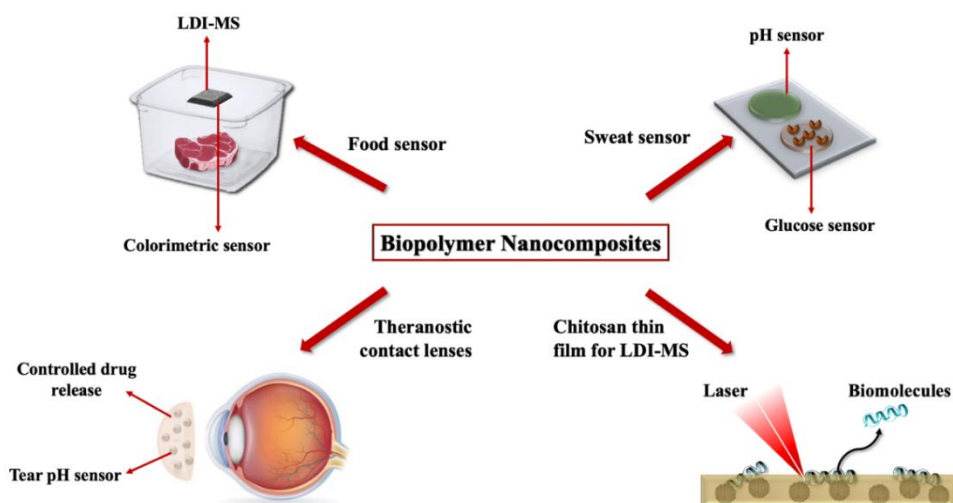 LDI-MS
Food sensor
Colorimetric sensor
pH sensor
Sweat sensor
Glucose sensor
Biopolymer Nanocomposites
Theranostic
contact lenses
Controlled drug
release
Tear pH sensor
Chitosan thin
film for LDI-MS
Laser
Biomolecules